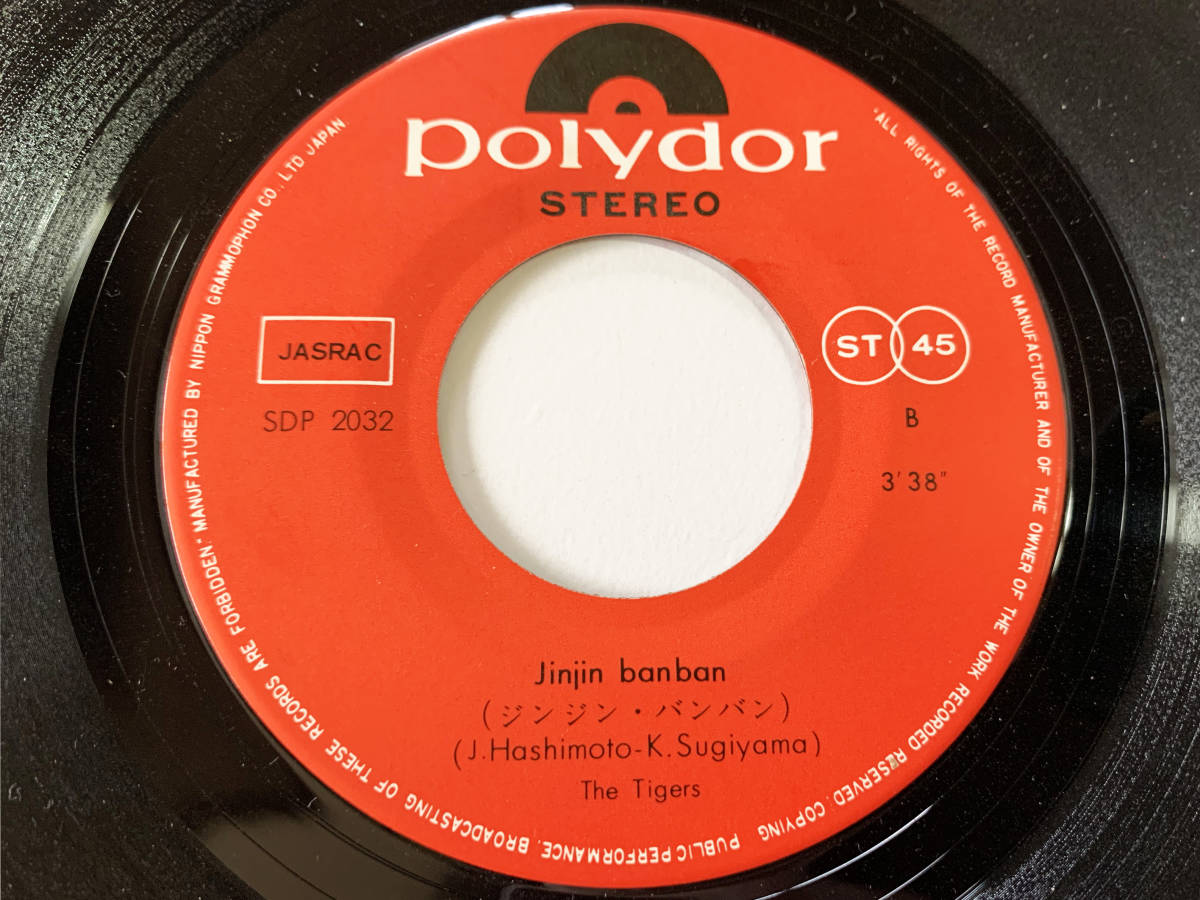 polydor
STEREO
JASRAC
SDP 2032
ST 45
B
3'38"
Jinjin banban
(ジンジン・バンバン)
(J.Hashimoto-K.Sugiyama)
The Tigers
"ALL RIGHTS OF THE RECORD MANUFACTURER AND OF THE OWNER OF THE WORK RECORDED RESERVED. COPYING, PUBLIC PERFORMANCE, BROADCASTING OF THESE RECORDS ARE FORBIDDEN." MANUFACTURED BY NIPPON GRAMMOPHON CO., LTD JAPAN